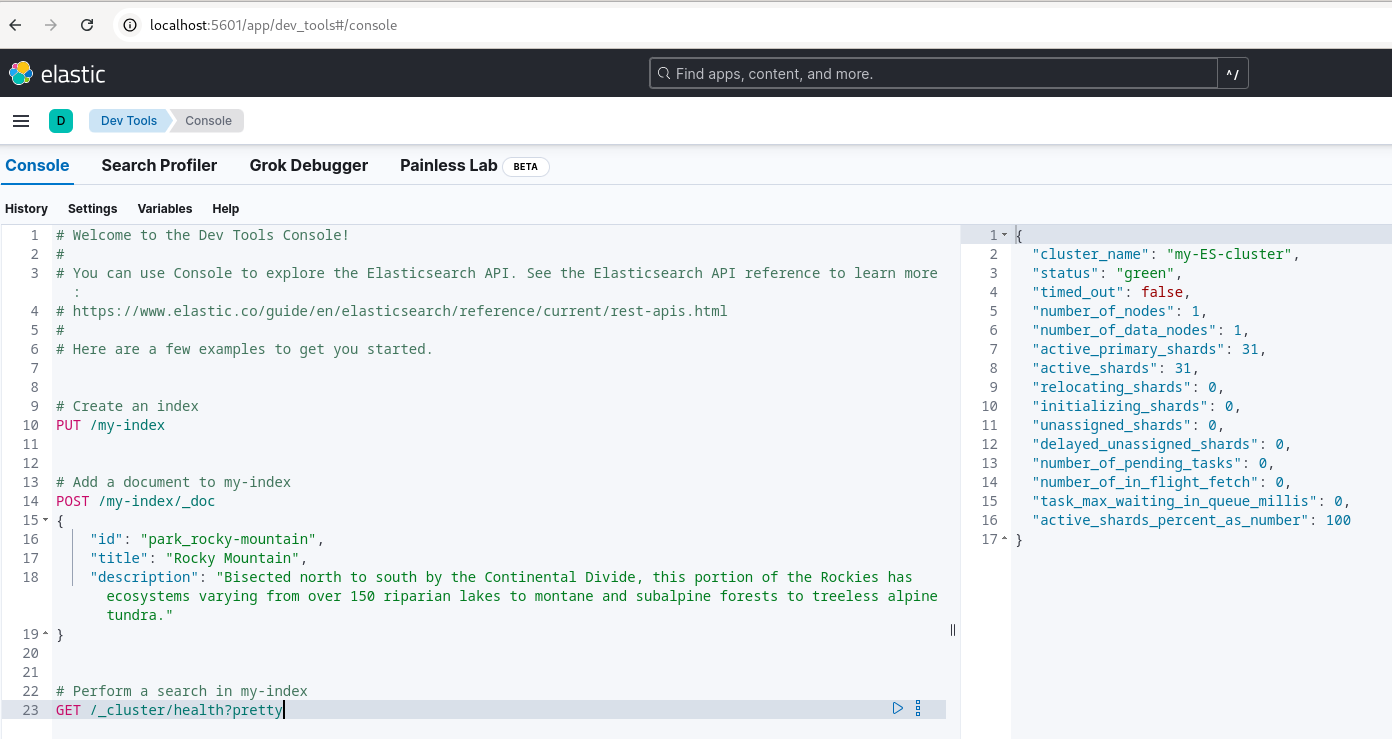 localhost:5601/app/dev_tools#/console
elastic
Find apps, content, and more.
^/
D
Dev Tools
Console
Console
Search Profiler
Grok Debugger
Painless Lab
BETA
History
Settings
Variables
Help
1 # Welcome to the Dev Tools Console!
2 #
3 # You can use Console to explore the Elasticsearch API. See the Elasticsearch API reference to learn more
:
4 # https://www.elastic.co/guide/en/elasticsearch/reference/current/rest-apis.html
5 #
6 # Here are a few examples to get you started.
7
8
9 # Create an index
10 PUT /my-index
11
12
13 # Add a document to my-index
14 POST /my-index/_doc
15 {
16 "id": "park_rocky-mountain",
17 "title": "Rocky Mountain",
18 "description": "Bisected north to south by the Continental Divide, this portion of the Rockies has
ecosystems varying from over 150 riparian lakes to montane and subalpine forests to treeless alpine
tundra."
19 }
20
21
22 # Perform a search in my-index
23 GET /_cluster/health?pretty
1 {
2 "cluster_name": "my-ES-cluster",
3 "status": "green",
4 "timed_out": false,
5 "number_of_nodes": 1,
6 "number_of_data_nodes": 1,
7 "active_primary_shards": 31,
8 "active_shards": 31,
9 "relocating_shards": 0,
10 "initializing_shards": 0,
11 "unassigned_shards": 0,
12 "delayed_unassigned_shards": 0,
13 "number_of_pending_tasks": 0,
14 "number_of_in_flight_fetch": 0,
15 "task_max_waiting_in_queue_millis": 0,
16 "active_shards_percent_as_number": 100
17 }